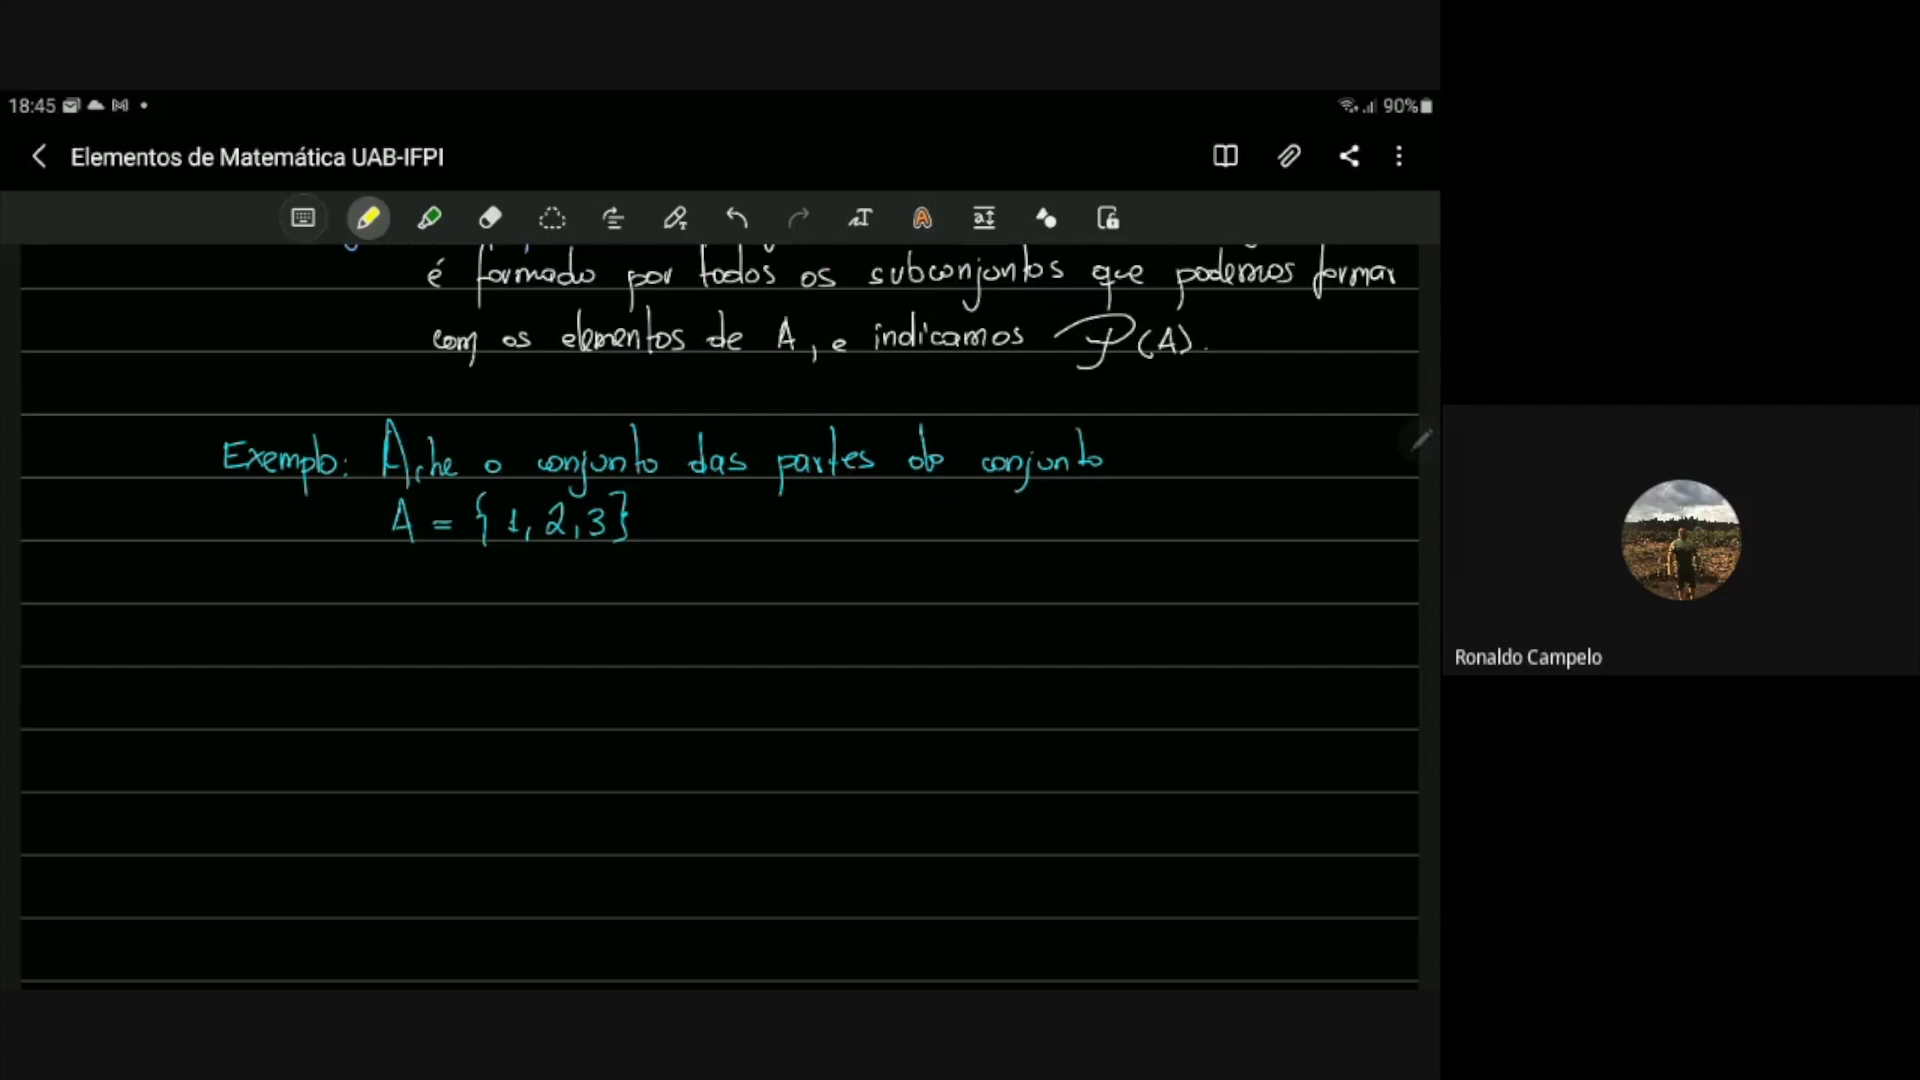 18:45
90%
Elementos de Matemática UAB-IFPI
é formado por todos os subconjuntos que podemos formar
com os elementos de A, e indicamos P(A).
Exemplo: Ache o conjunto das partes do conjunto
A = {1, 2, 3}
Ronaldo Campelo